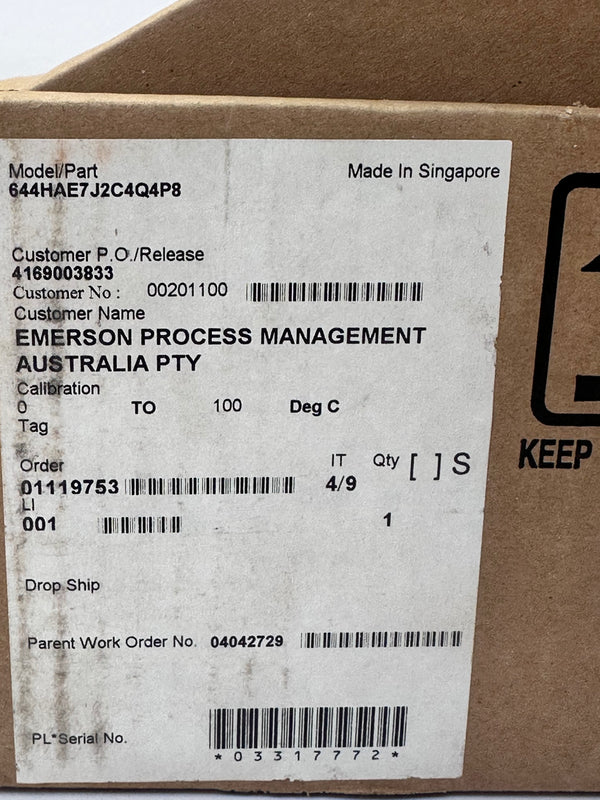 Model/Part
Made In Singapore
644HAE7J2C4Q4P8
Customer P.O./Release
4169003833
Customer No : 00201100
Customer Name
EMERSON PROCESS MANAGEMENT
AUSTRALIA PTY
Calibration
0 TO 100 Deg C
Tag
Order IT Qty [ ] S
01119753 4/9
LI
001 1
Drop Ship
Parent Work Order No. 04042729
PL*Serial No.
*03317772*
KEEP